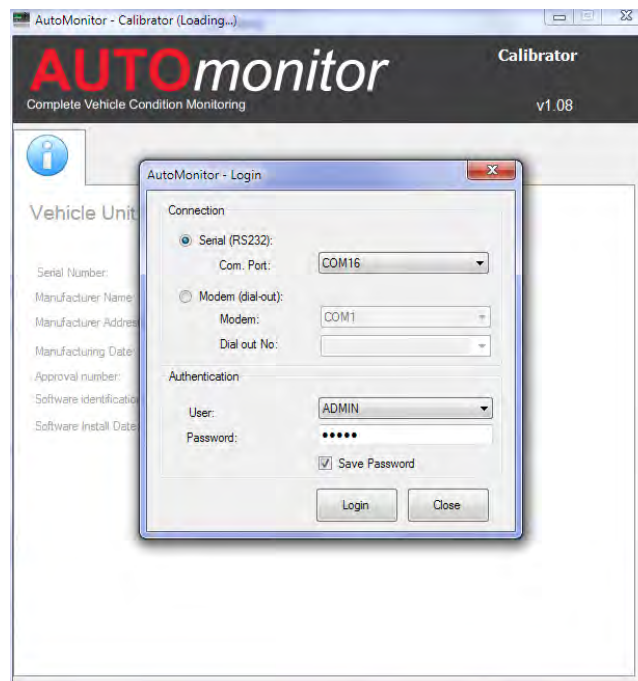 AutoMonitor - Calibrator (Loading...)
AUTOmonitor
Complete Vehicle Condition Monitoring
Calibrator
v1.08
AutoMonitor - Login
Vehicle Unit
Connection
Serial (RS232):
Com. Port: COM16
Serial Number:
Manufacturer Name
Modem (dial-out):
Modem: COM1
Manufacturer Addres
Dial out No:
Manufacturing Date
Approval number:
Authentication
Software identification
User: ADMIN
Software Install Date
Password: •••••
Save Password
Login Close